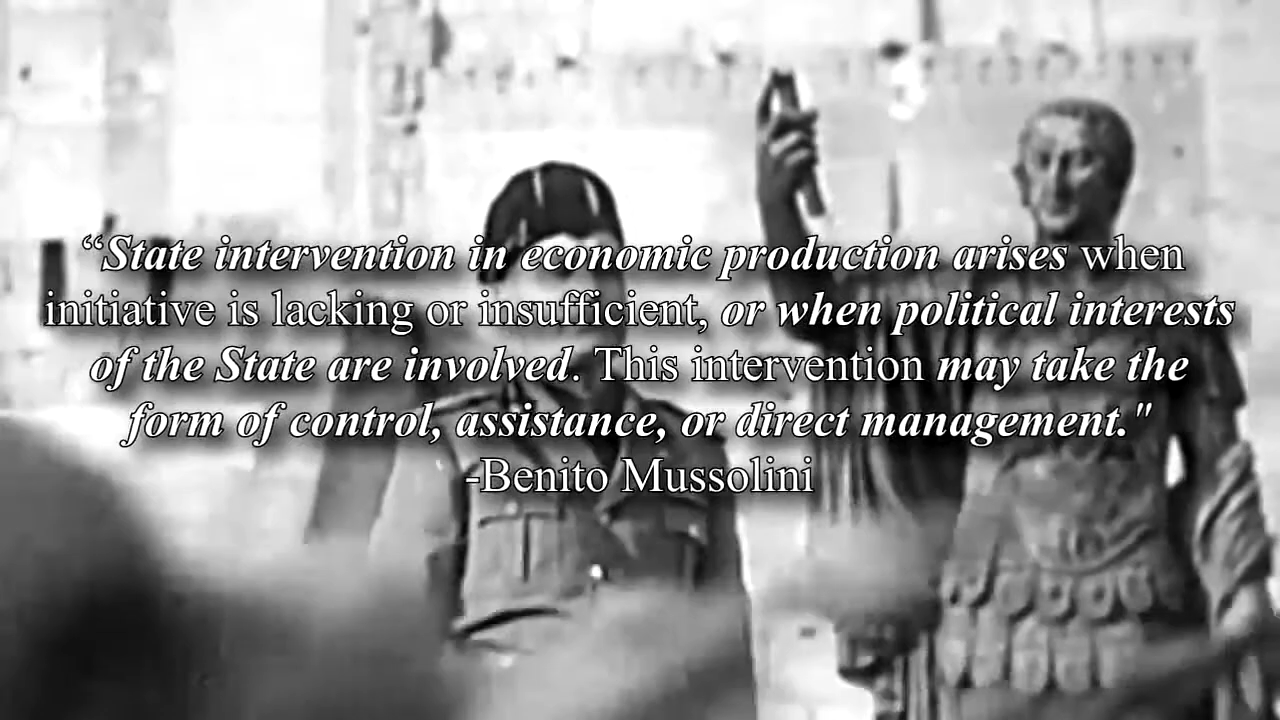 “State intervention in economic production arises when
initiative is lacking or insufficient, or when political interests
of the State are involved. This intervention may take the
form of control, assistance, or direct management."
-Benito Mussolini